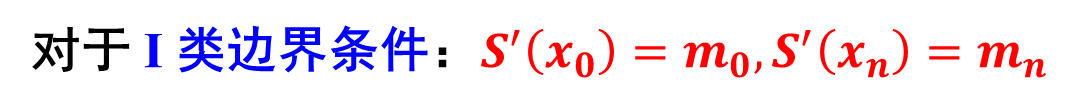 对于 I 类边界条件：S′(x₀) = m₀, S′(xₙ) = mₙ